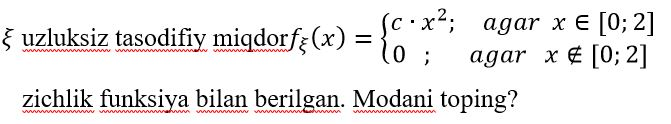 ξ uzluksiz tasodifiy miqdor f_ξ(x) = { c · x²; agar x ∈ [0; 2]
0 ; agar x ∉ [0; 2]
zichlik funksiya bilan berilgan. Modani toping?